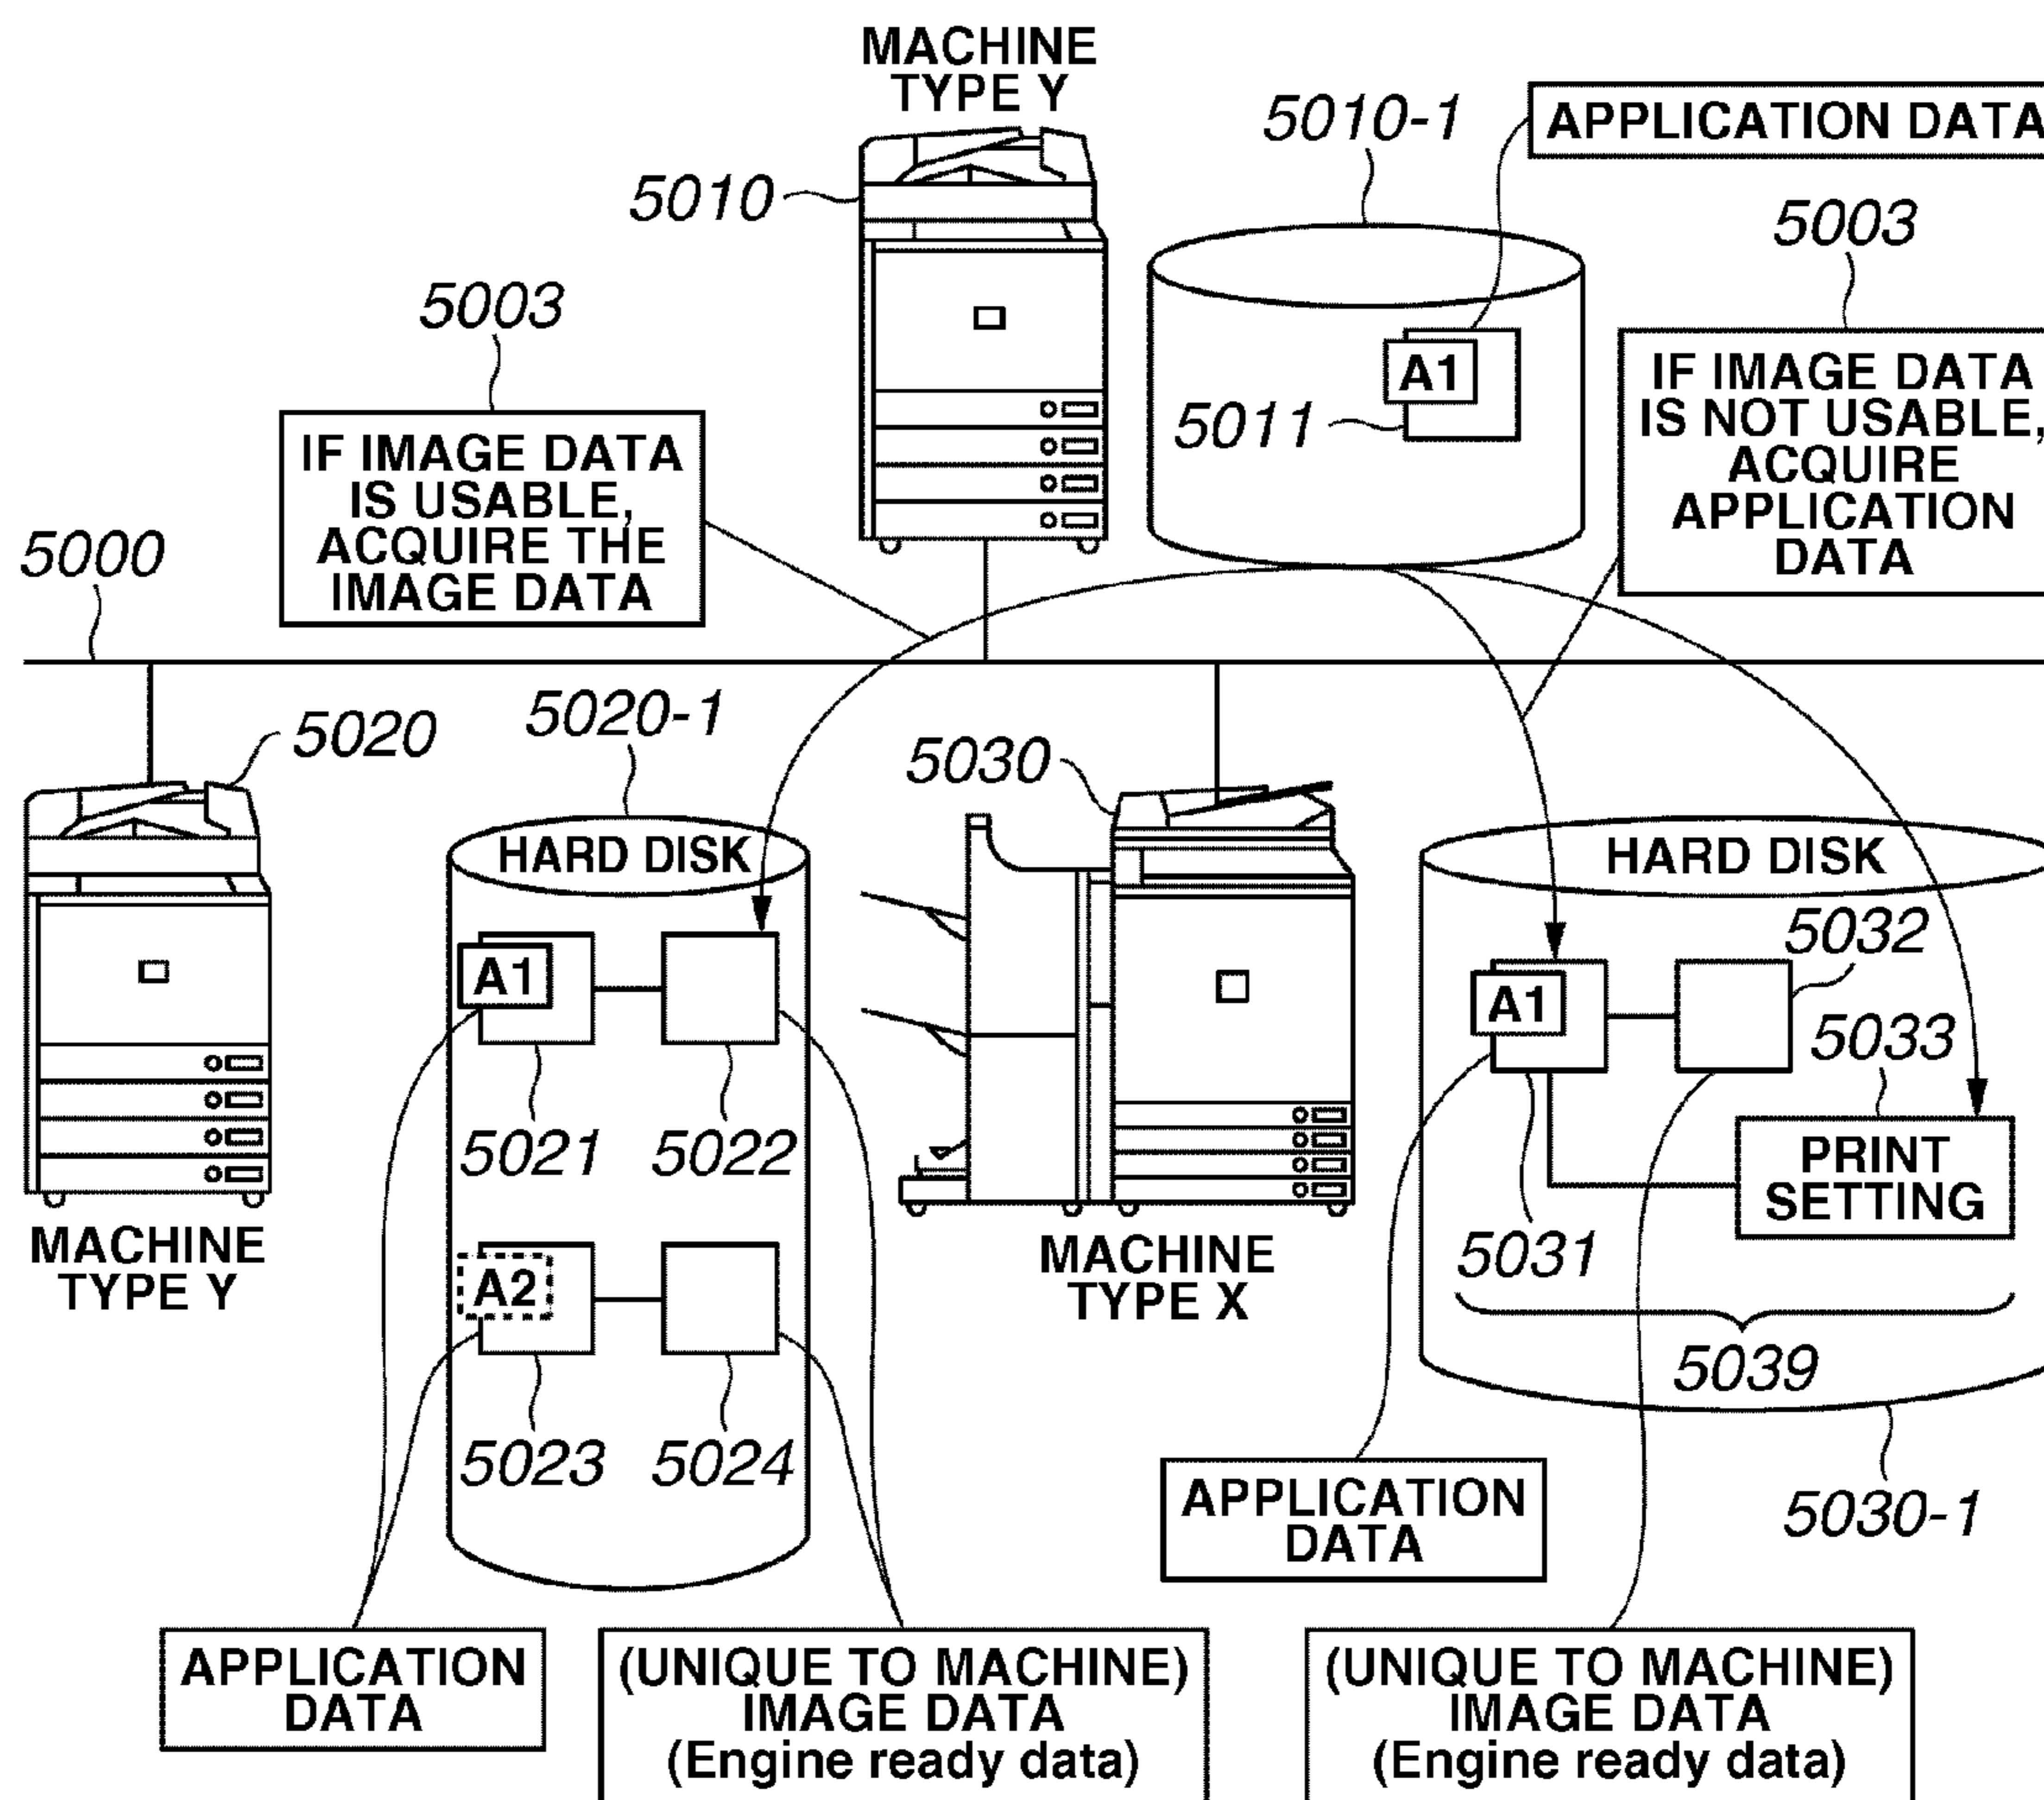 MACHINE
TYPE Y
5010-1
APPLICATION DATA
5010
5003
5003
IF IMAGE DATA
IS USABLE,
ACQUIRE THE
IMAGE DATA
A1
5011
IF IMAGE DATA
IS NOT USABLE,
ACQUIRE
APPLICATION
DATA
5000
5020
5020-1
5030
HARD DISK
HARD DISK
A1
5021
5022
A2
5023
5024
MACHINE
TYPE Y
MACHINE
TYPE X
5032
A1
5033
PRINT
SETTING
5031
5039
5030-1
APPLICATION
DATA
APPLICATION
DATA
(UNIQUE TO MACHINE)
IMAGE DATA
(Engine ready data)
(UNIQUE TO MACHINE)
IMAGE DATA
(Engine ready data)